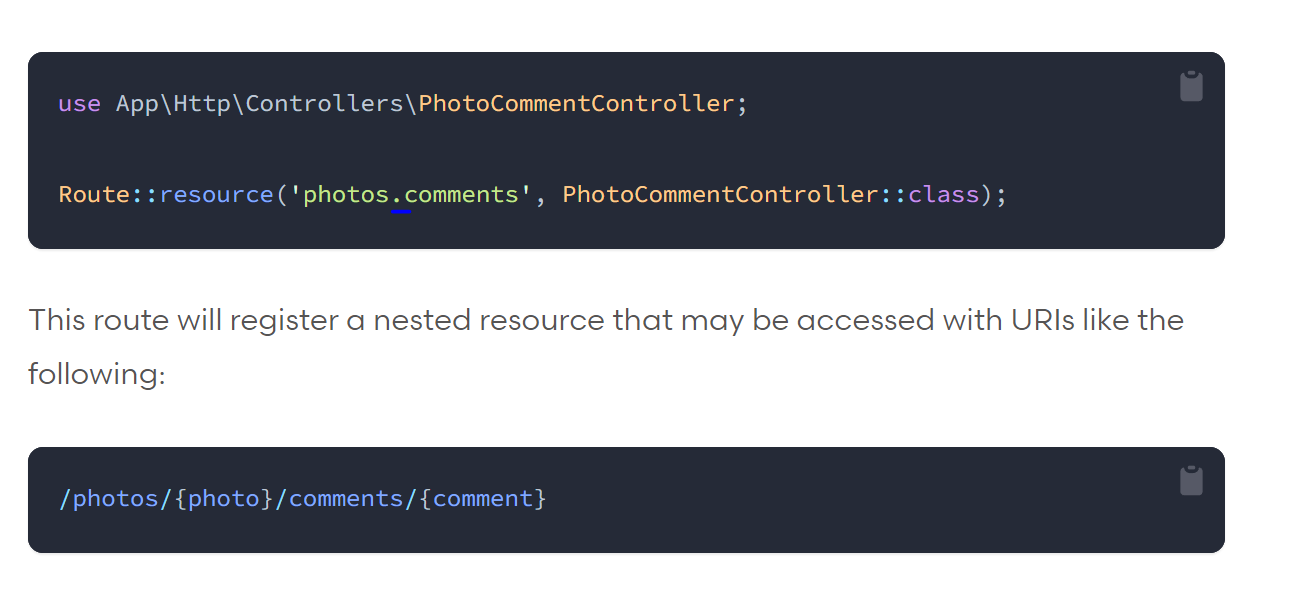 use App\Http\Controllers\PhotoCommentController;
Route::resource('photos.comments', PhotoCommentController::class);
This route will register a nested resource that may be accessed with URIs like the
following:
/photos/{photo}/comments/{comment}